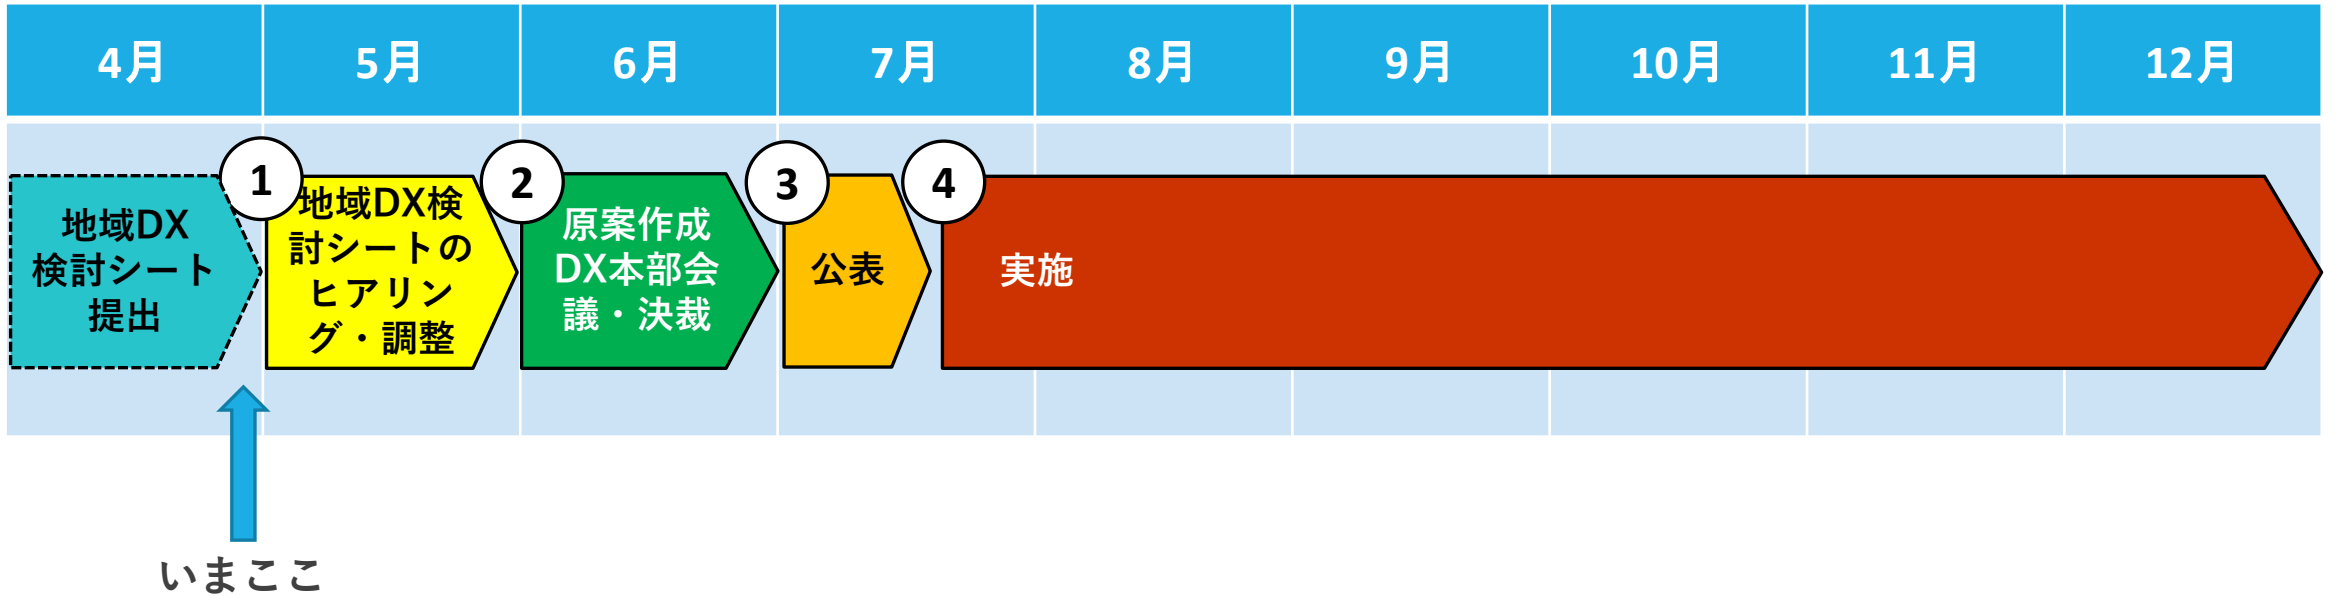 4月
5月
6月
7月
8月
9月
10月
11月
12月
1
2
3
4
地域DX
検討シート
提出
地域DX検
討シートの
ヒアリン
グ・調整
原案作成
DX本部会
議・決裁
公表
実施
いまここ